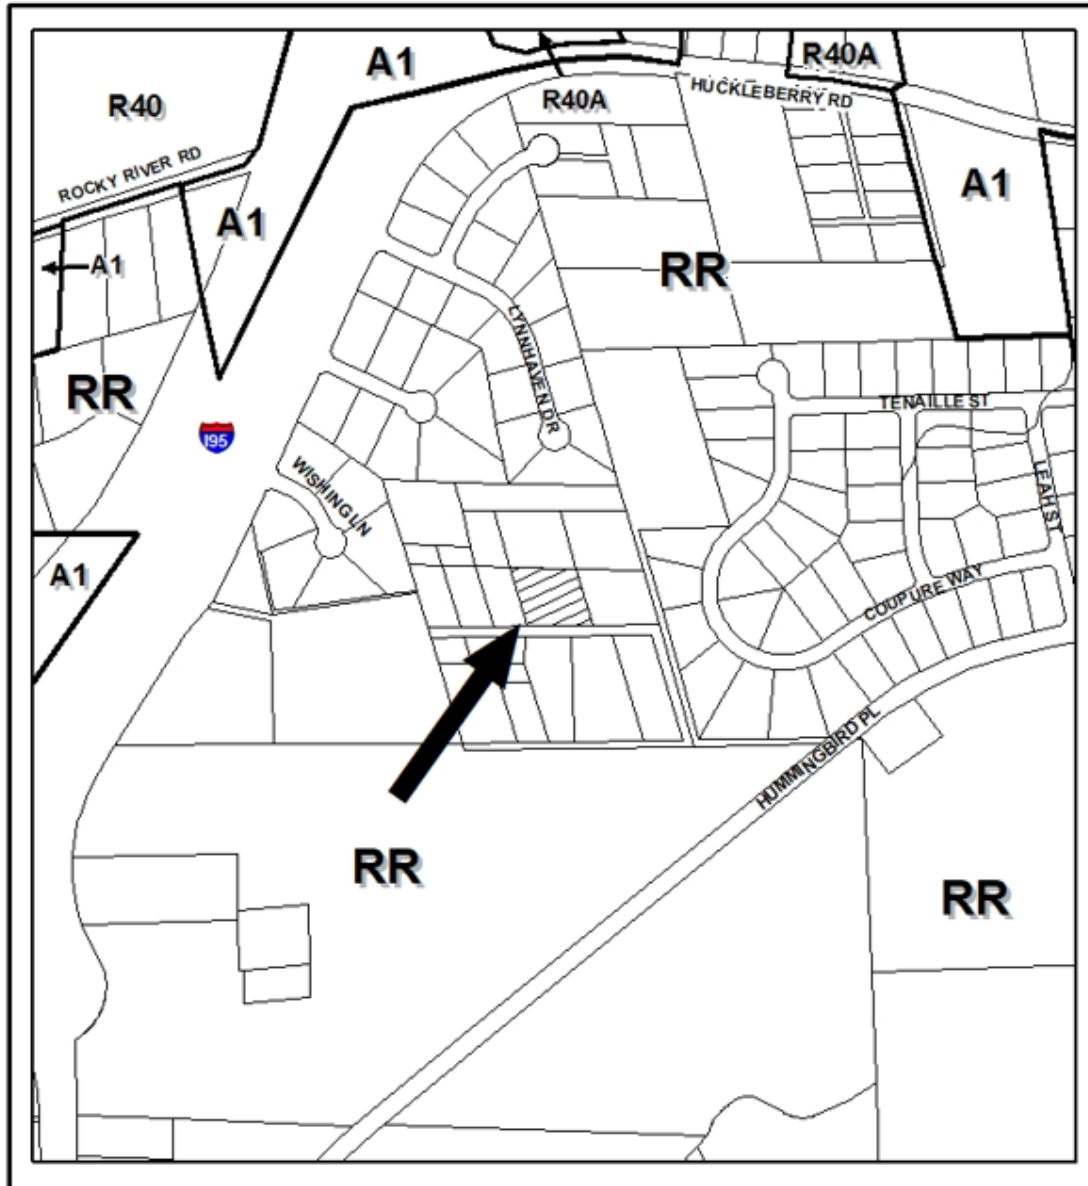 A1
R40A
R40
R40A
HUCKLEBERRY RD
ROCKY RIVER RD
A1
A1
A1
RR
LYNNHAVEN DR
RR
TENAILLE ST
I95
WISHING LN
LEAH ST
A1
COUPURE WAY
HUMMINGBIRD PL
RR
RR